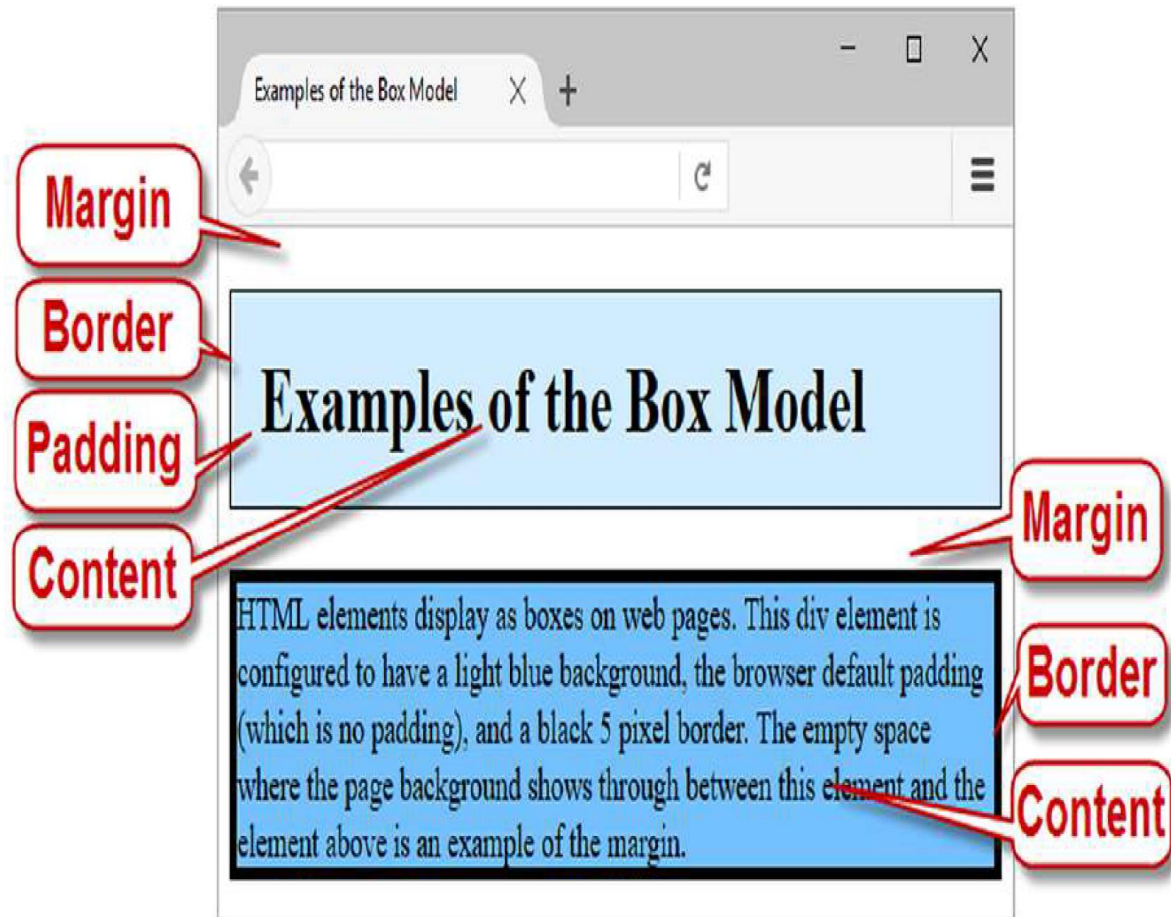 Examples of the Box Model
Margin
Border
Padding
Content
Examples of the Box Model
Margin
Border
Content
HTML elements display as boxes on web pages. This div element is
configured to have a light blue background, the browser default padding
(which is no padding), and a black 5 pixel border. The empty space
where the page background shows through between this element and the
element above is an example of the margin.